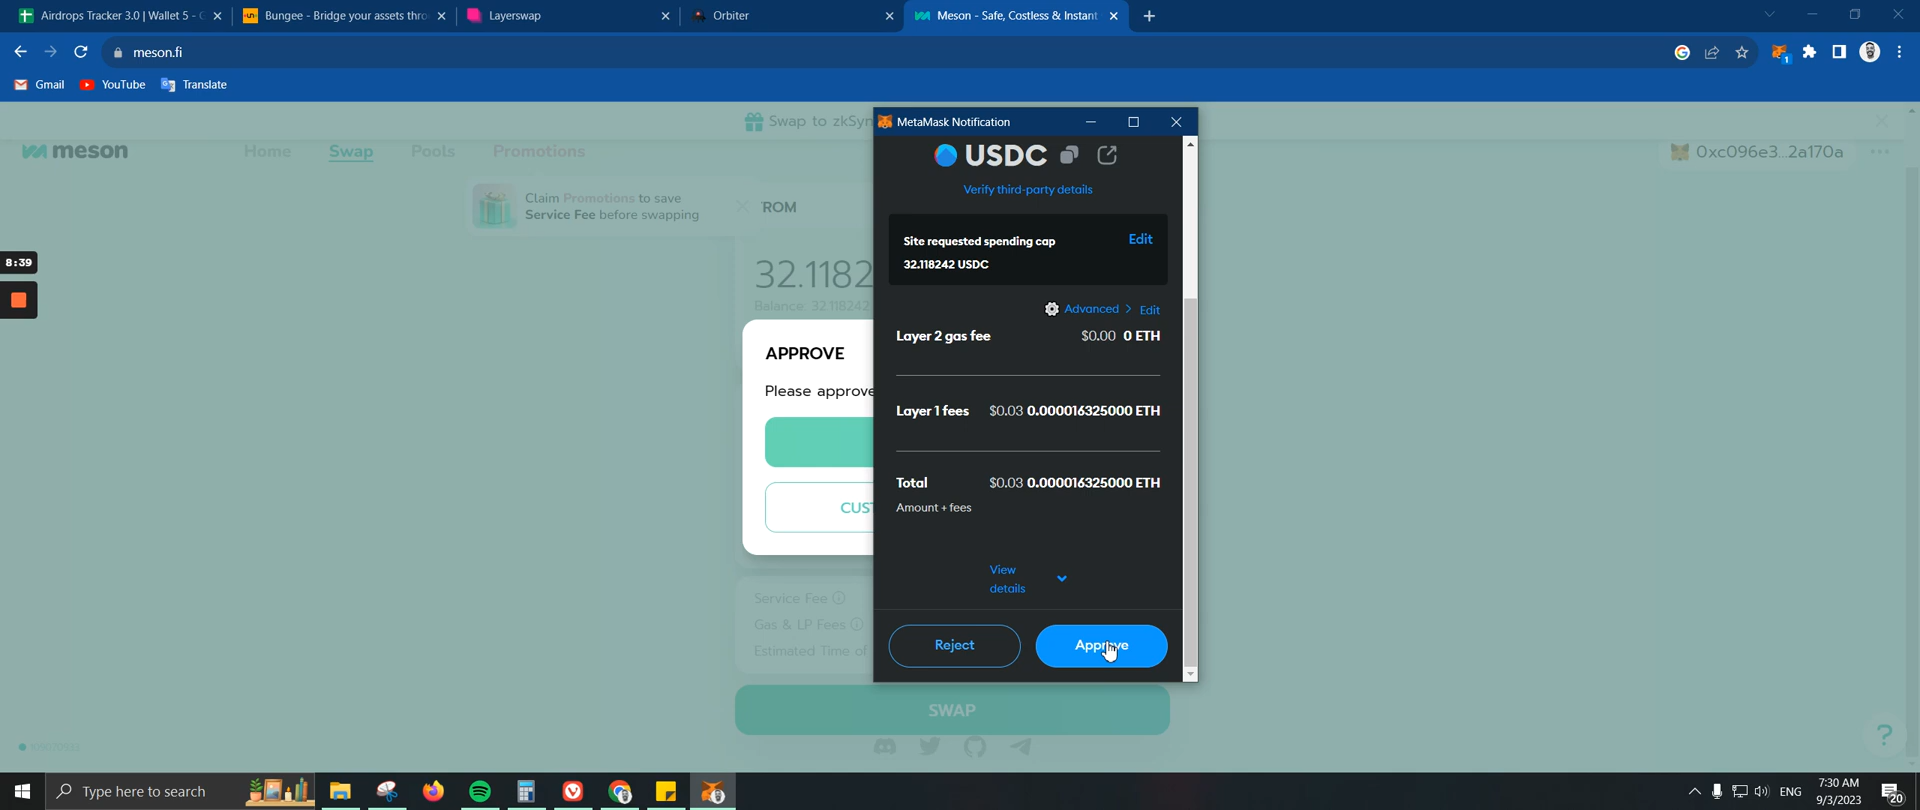 Airdrops Tracker 3.0 | Wallet 5 - G
Bungee - Bridge your assets thro
Layerswap
Orbiter
Meson - Safe, Costless & Instant
meson.fi
1
Gmail
YouTube
Translate
Swap to zkSyn
MetaMask Notification
meson
Home
Swap
Pools
Promotions
0xc096e3...2a170a
USDC
Verify third-party details
Claim Promotions to save
Service Fee before swapping
ROM
Site requested spending cap
Edit
32.118242 USDC
8:39
32.1182
Balance: 32.118242
Advanced >
Edit
Layer 2 gas fee
$0.00 0 ETH
APPROVE
Please approve
Layer 1 fees
$0.03 0.000016325000 ETH
Total
$0.03 0.000016325000 ETH
Amount + fees
CUST
View
details
Service Fee
Gas & LP Fees
Estimated Time of
Reject
Approve
SWAP
?
Type here to search
ENG
7:30 AM
9/3/2023
20